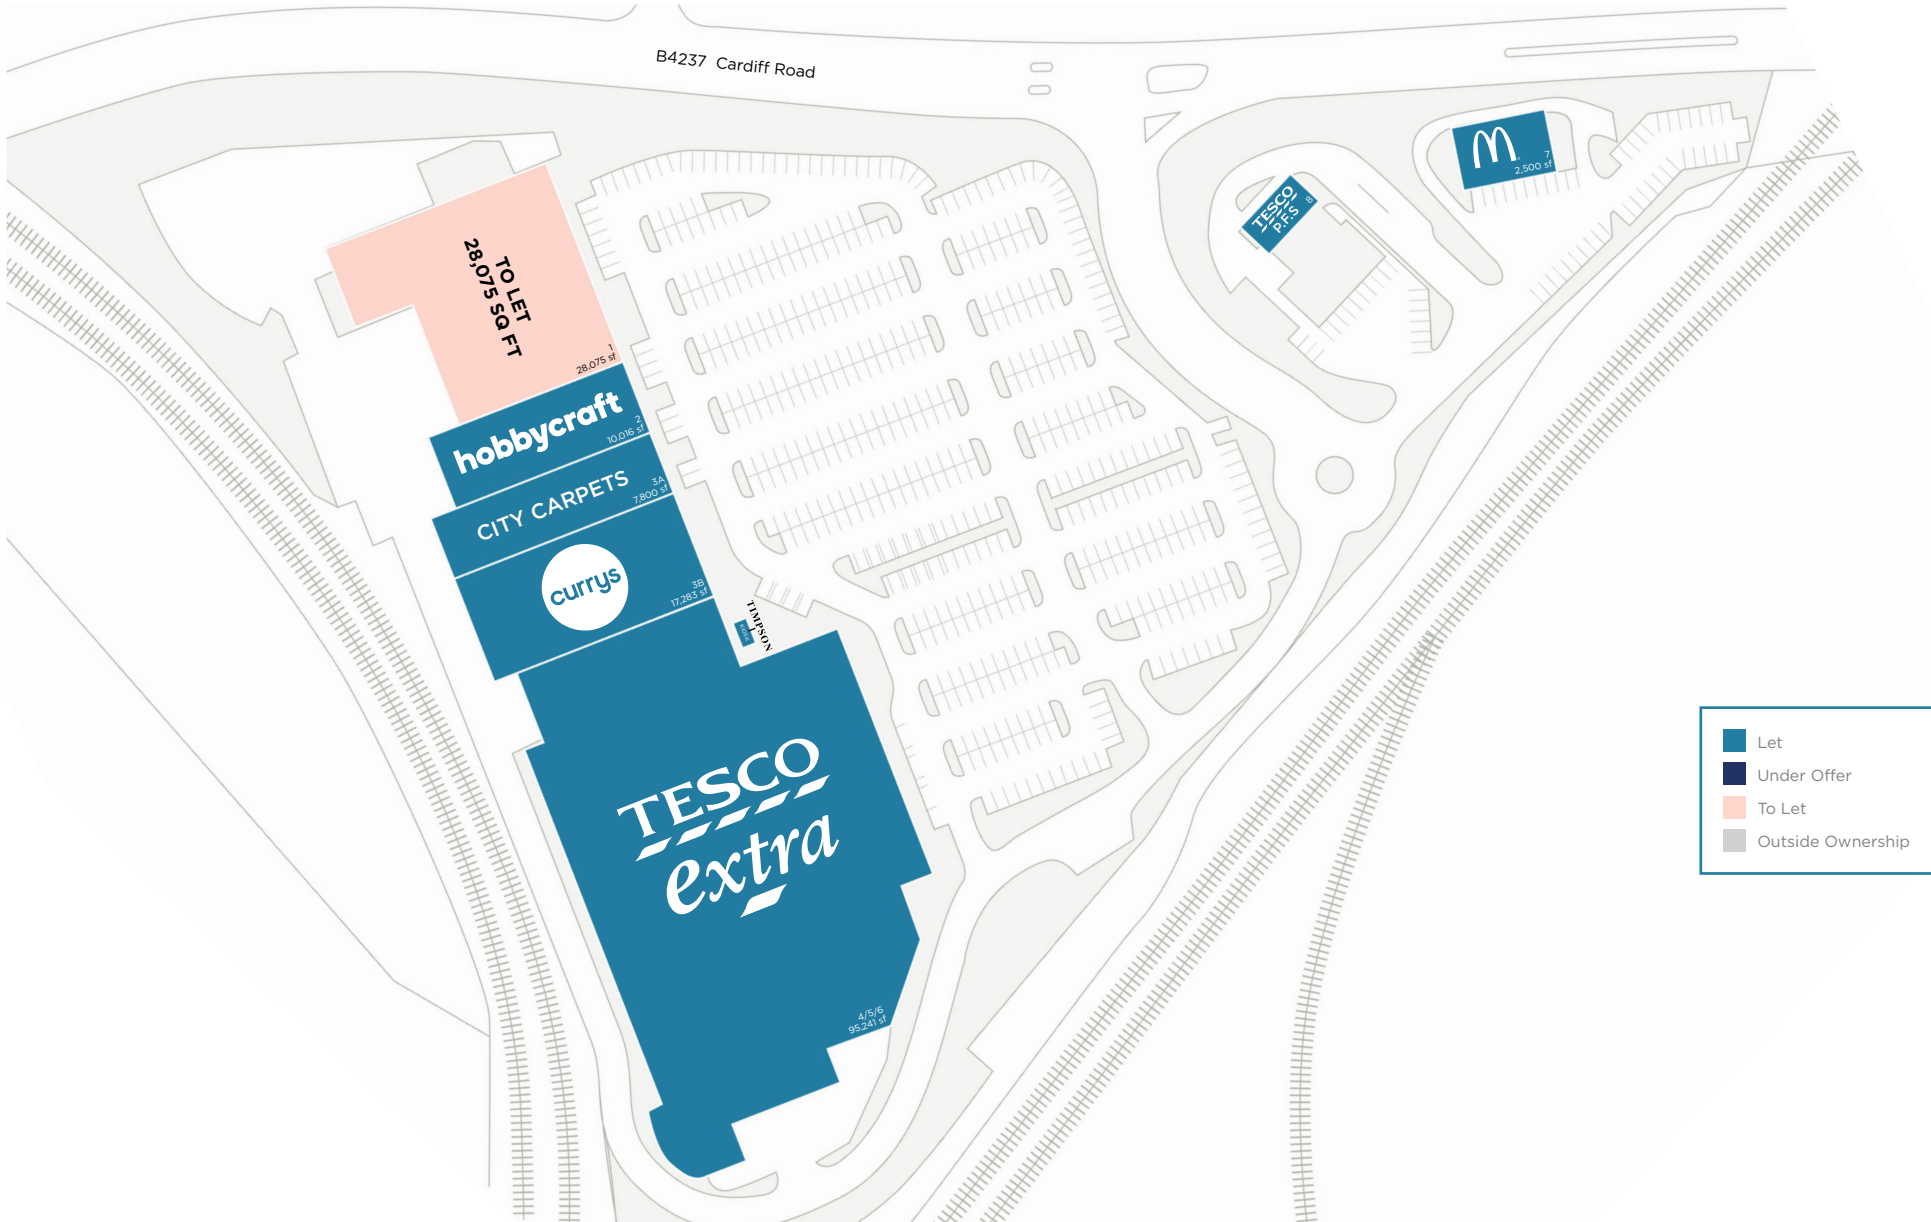 B4237 Cardiff Road
7
2,500 sf
TESCO
P.F.S
8
TO LET
28,075 SQ FT
1
28,075 sf
hobbycraft
2
10,016 sf
CITY CARPETS
3A
7,800 sf
currys
3B
17,283 sf
TIMPSON
KIOSK
TESCO
extra
4/5/6
95,241 sf
Let
Under Offer
To Let
Outside Ownership